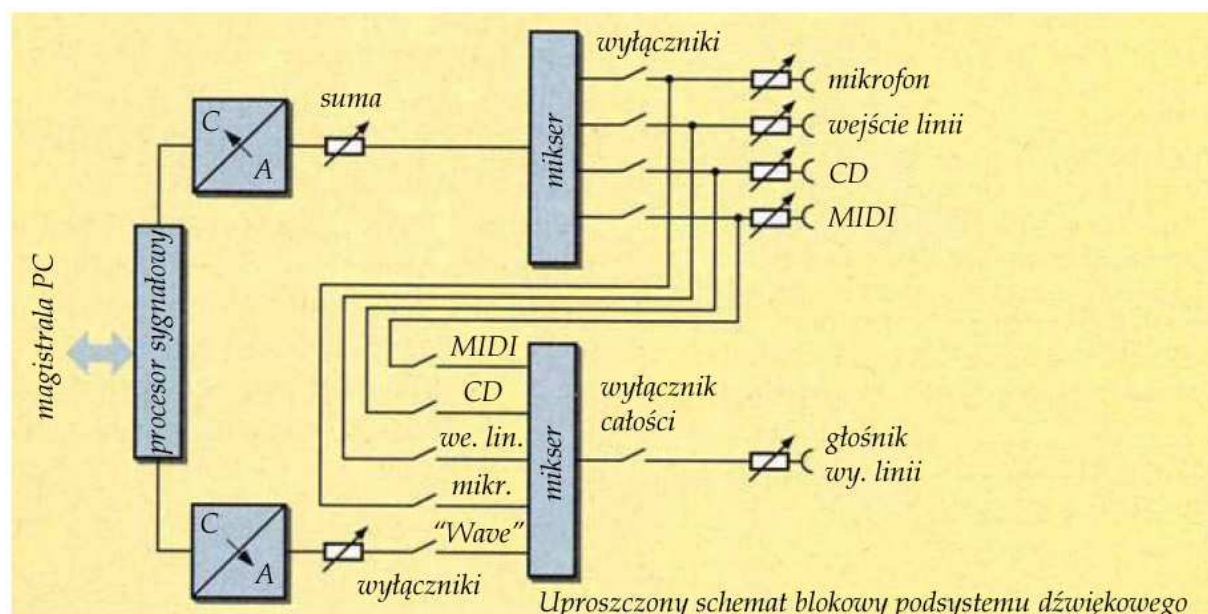 wyłączniki
suma
C
A
mikser
mikrofon
wejście linii
CD
MIDI
magistrala PC
procesor sygnałowy
MIDI
CD
we. lin.
mikr.
“Wave”
mikser
wyłącznik
całości
głośnik
wy. linii
C
A
wyłączniki
Uproszczony schemat blokowy podsystemu dźwiękowego